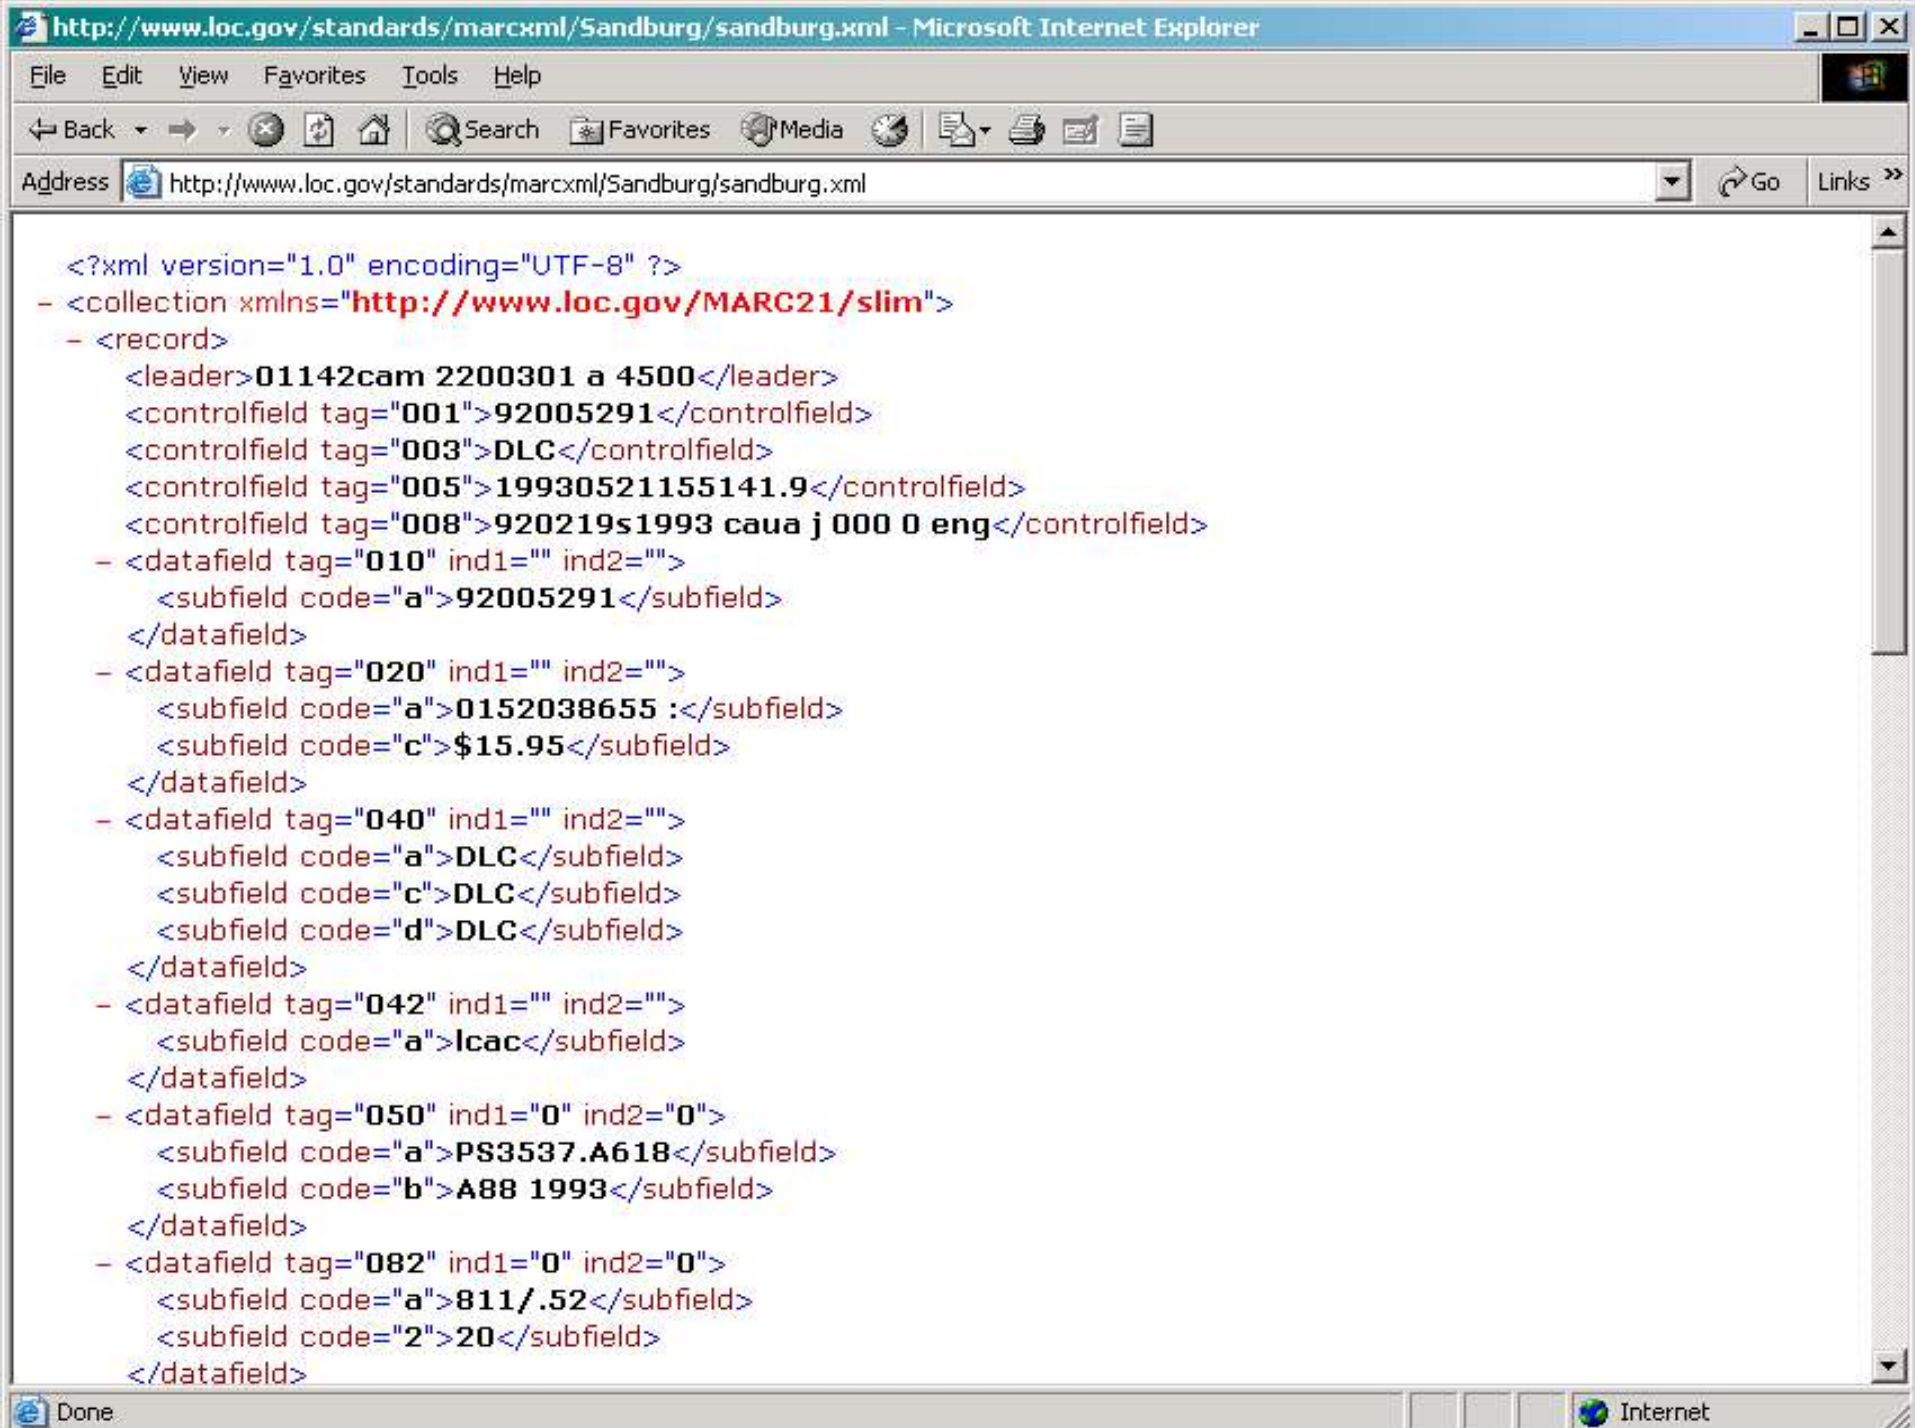 http://www.loc.gov/standards/marcxml/Sandburg/sandburg.xml - Microsoft Internet Explorer
File Edit View Favorites Tools Help
Back Search Favorites Media
Address http://www.loc.gov/standards/marcxml/Sandburg/sandburg.xml Go Links »
<?xml version="1.0" encoding="UTF-8" ?>
- <collection xmlns="http://www.loc.gov/MARC21/slim">
- <record>
<leader>01142cam 2200301 a 4500</leader>
<controlfield tag="001">92005291</controlfield>
<controlfield tag="003">DLC</controlfield>
<controlfield tag="005">19930521155141.9</controlfield>
<controlfield tag="008">920219s1993 caua j 000 0 eng</controlfield>
- <datafield tag="010" ind1="" ind2="">
<subfield code="a">92005291</subfield>
</datafield>
- <datafield tag="020" ind1="" ind2="">
<subfield code="a">0152038655 :</subfield>
<subfield code="c">$15.95</subfield>
</datafield>
- <datafield tag="040" ind1="" ind2="">
<subfield code="a">DLC</subfield>
<subfield code="c">DLC</subfield>
<subfield code="d">DLC</subfield>
</datafield>
- <datafield tag="042" ind1="" ind2="">
<subfield code="a">lcac</subfield>
</datafield>
- <datafield tag="050" ind1="0" ind2="0">
<subfield code="a">PS3537.A618</subfield>
<subfield code="b">A88 1993</subfield>
</datafield>
- <datafield tag="082" ind1="0" ind2="0">
<subfield code="a">811/.52</subfield>
<subfield code="2">20</subfield>
</datafield>
Done Internet